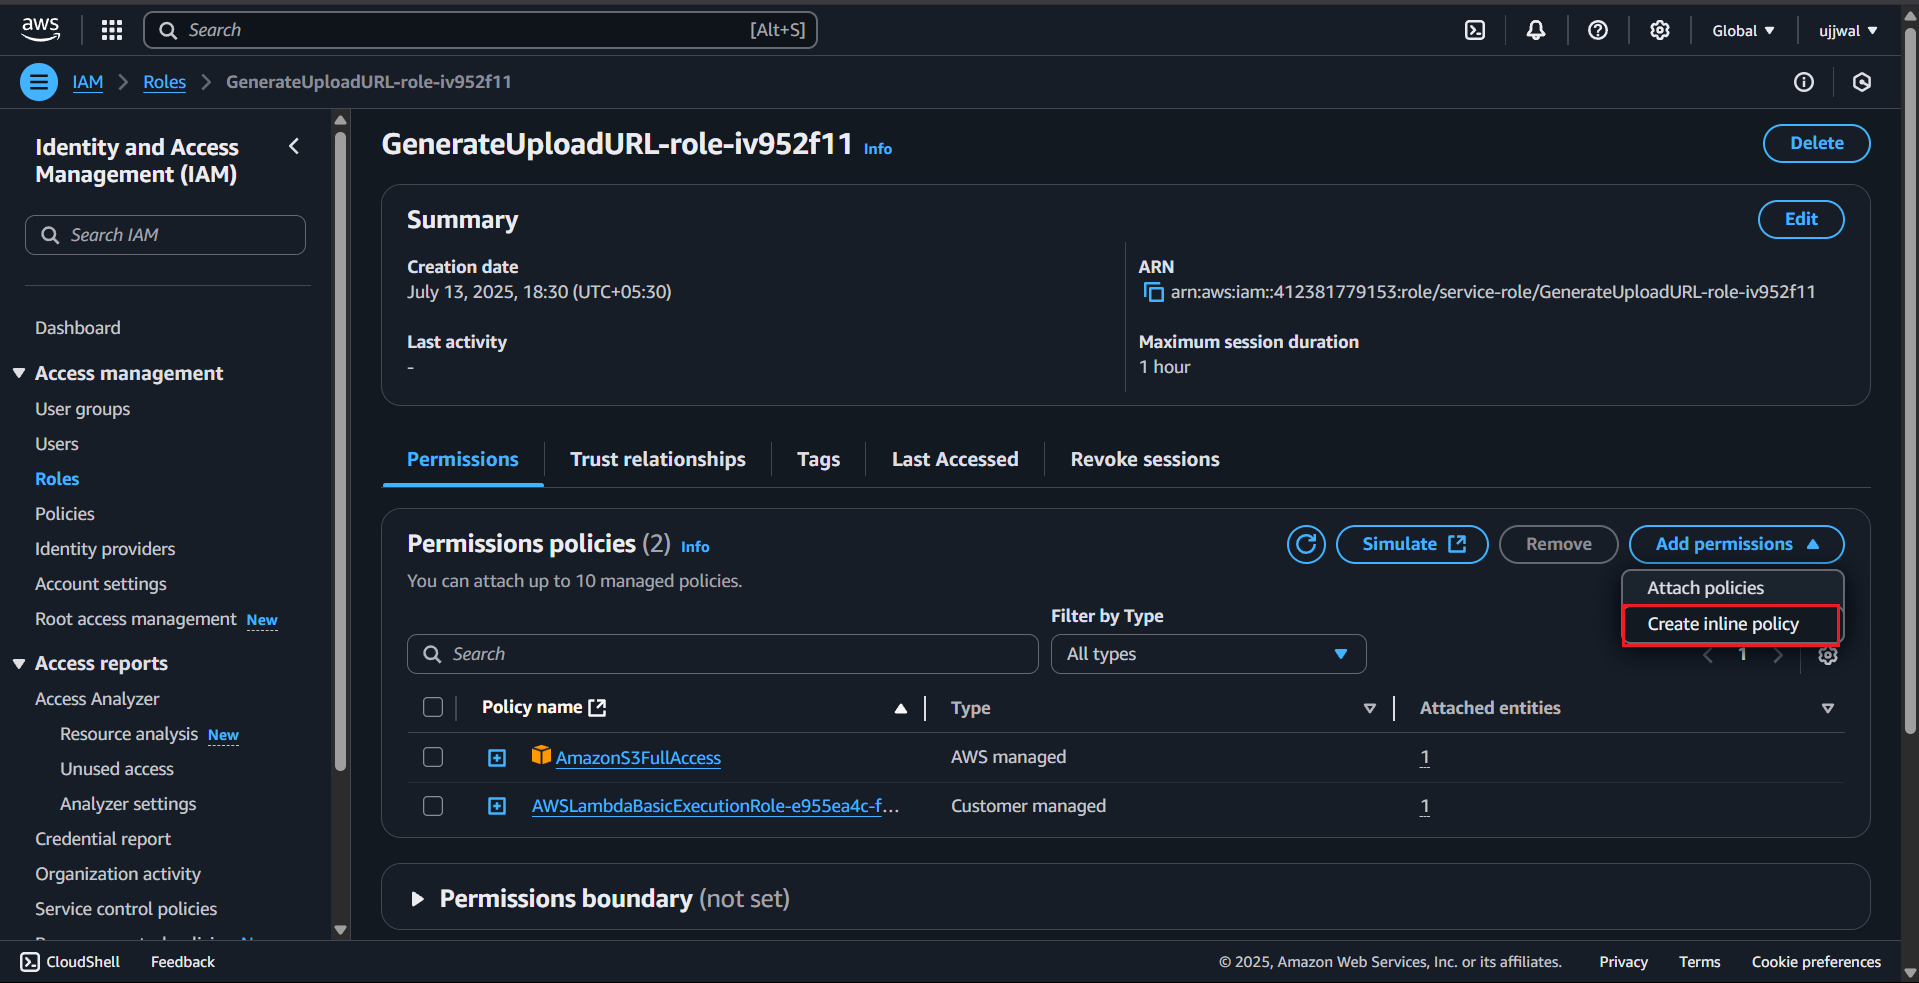 aws
Search [Alt+S]
Global
ujjwal
IAM
Roles
GenerateUploadURL-role-iv952f11
Identity and Access
Management (IAM)
Search IAM
Dashboard
Access management
User groups
Users
Roles
Policies
Identity providers
Account settings
Root access management New
Access reports
Access Analyzer
Resource analysis New
Unused access
Analyzer settings
Credential report
Organization activity
Service control policies
GenerateUploadURL-role-iv952f11 Info
Delete
Summary
Edit
Creation date
July 13, 2025, 18:30 (UTC+05:30)
ARN
arn:aws:iam::412381779153:role/service-role/GenerateUploadURL-role-iv952f11
Last activity
-
Maximum session duration
1 hour
Permissions
Trust relationships
Tags
Last Accessed
Revoke sessions
Permissions policies (2) Info
Simulate
Remove
Add permissions
You can attach up to 10 managed policies.
Attach policies
Create inline policy
Filter by Type
Search
All types
1
Policy name
Type
Attached entities
AmazonS3FullAccess
AWS managed
1
AWSLambdaBasicExecutionRole-e955ea4c-f...
Customer managed
1
Permissions boundary (not set)
CloudShell
Feedback
© 2025, Amazon Web Services, Inc. or its affiliates.
Privacy
Terms
Cookie preferences